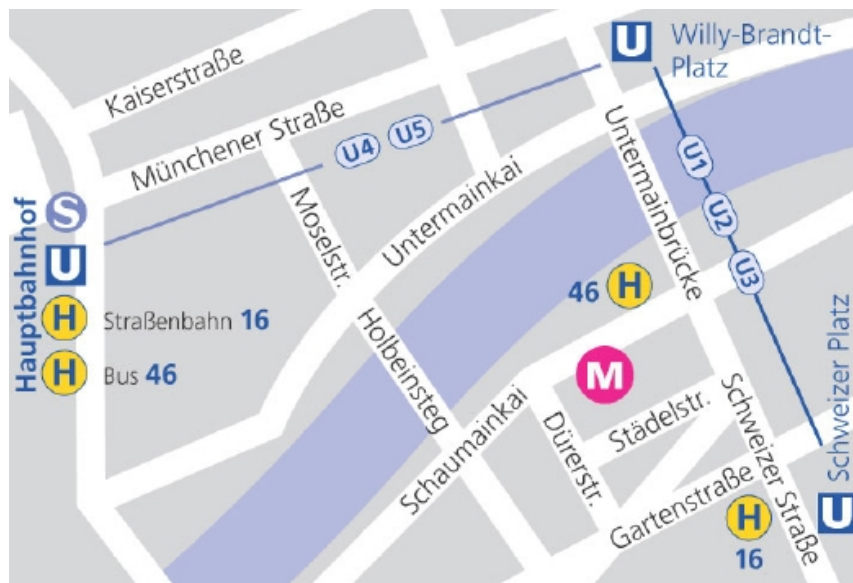 U
Willy-Brandt-
Platz
Kaiserstraße
Münchener Straße
U4
U5
U1
U2
U3
Untermainkai
Untermainbrücke
Moselstr.
Hauptbahnhof
S
U
H
Straßenbahn 16
H
Bus 46
46 H
Holbeinsteg
M
Schaumainkai
Dürerstr.
Städelstr.
Schweizer Straße
Gartenstraße
Schweizer Platz
U
H
16